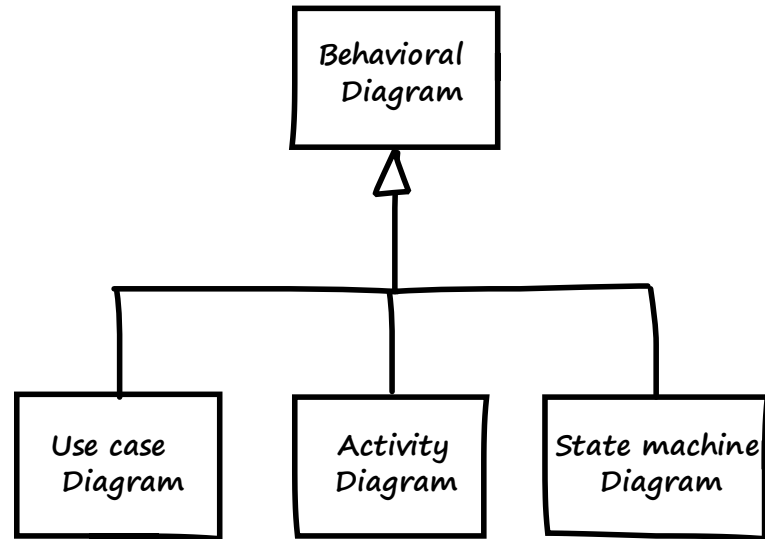 Behavioral
Diagram
Use case
Diagram
Activity
Diagram
State machine
Diagram